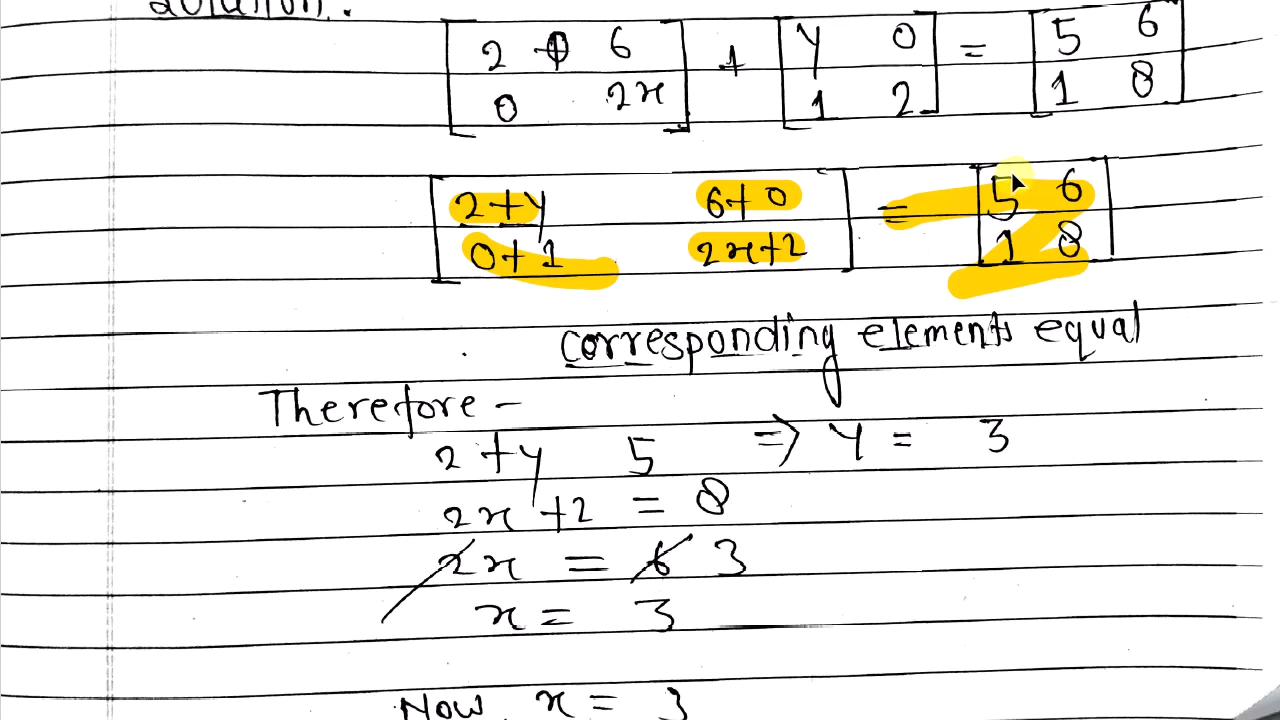 Solution:
[2 6] + [y 0] = [5 6]
[0 2x] [1 2] [1 8]
[2+y 6+0] = [5 6]
[0+1 2x+2] [1 8]
corresponding elements equal
Therefore -
2+y 5 => y = 3
2x+2 = 8
2x = 6 3
x = 3
Now x = 3